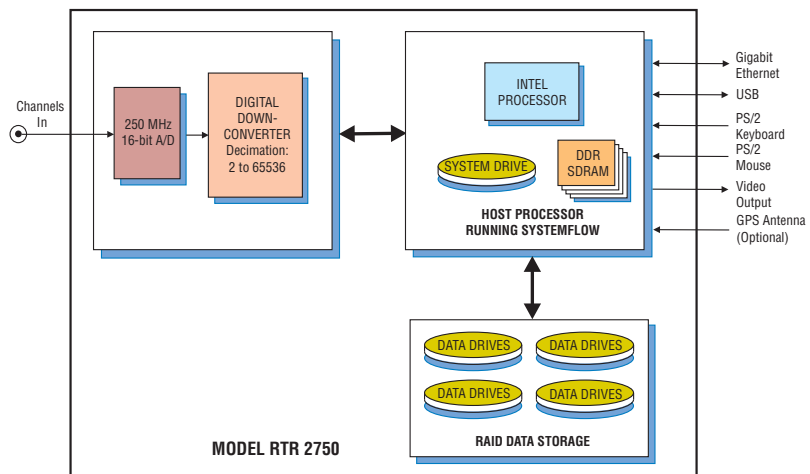 Channels
In
250 MHz
16-bit A/D
DIGITAL
DOWN-
CONVERTER
Decimation:
2 to 65536
INTEL
PROCESSOR
SYSTEM DRIVE
DDR
SDRAM
HOST PROCESSOR
RUNNING SYSTEMFLOW
Gigabit
Ethernet
USB
PS/2
Keyboard
PS/2
Mouse
Video
Output
GPS Antenna
(Optional)
DATA DRIVES
DATA DRIVES
DATA DRIVES
DATA DRIVES
RAID DATA STORAGE
MODEL RTR 2750